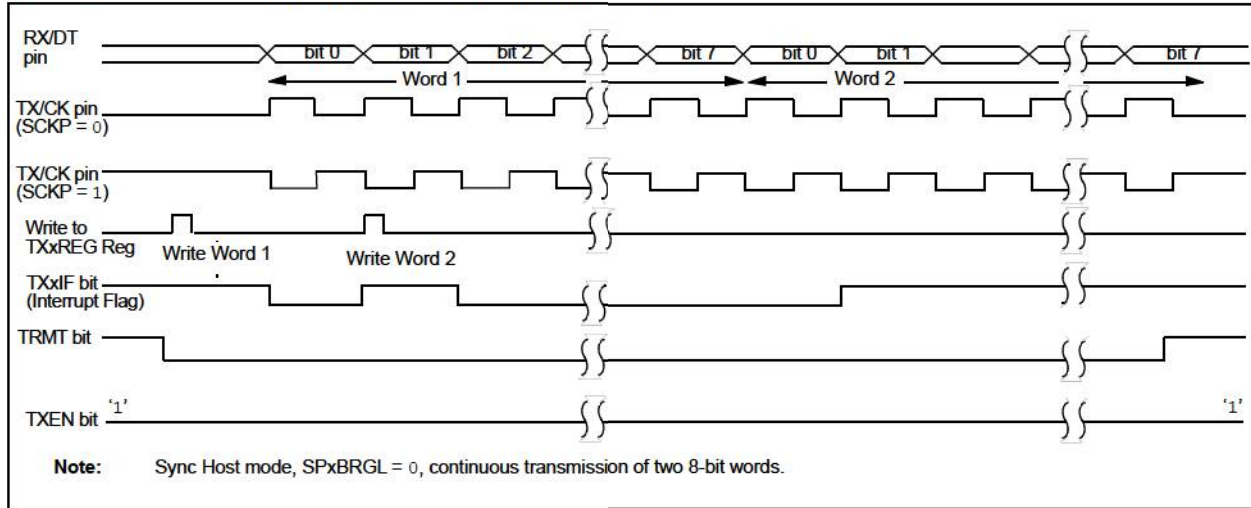 RX/DT
pin
bit 0 bit 1 bit 2 bit 7 bit 0 bit 1 bit 7
Word 1 Word 2
TX/CK pin
(SCKP = 0)
TX/CK pin
(SCKP = 1)
Write to
TXxREG Reg
Write Word 1 Write Word 2
TXxIF bit
(Interrupt Flag)
TRMT bit
TXEN bit ‘1’ ‘1’
Note: Sync Host mode, SPxBRGL = 0, continuous transmission of two 8-bit words.